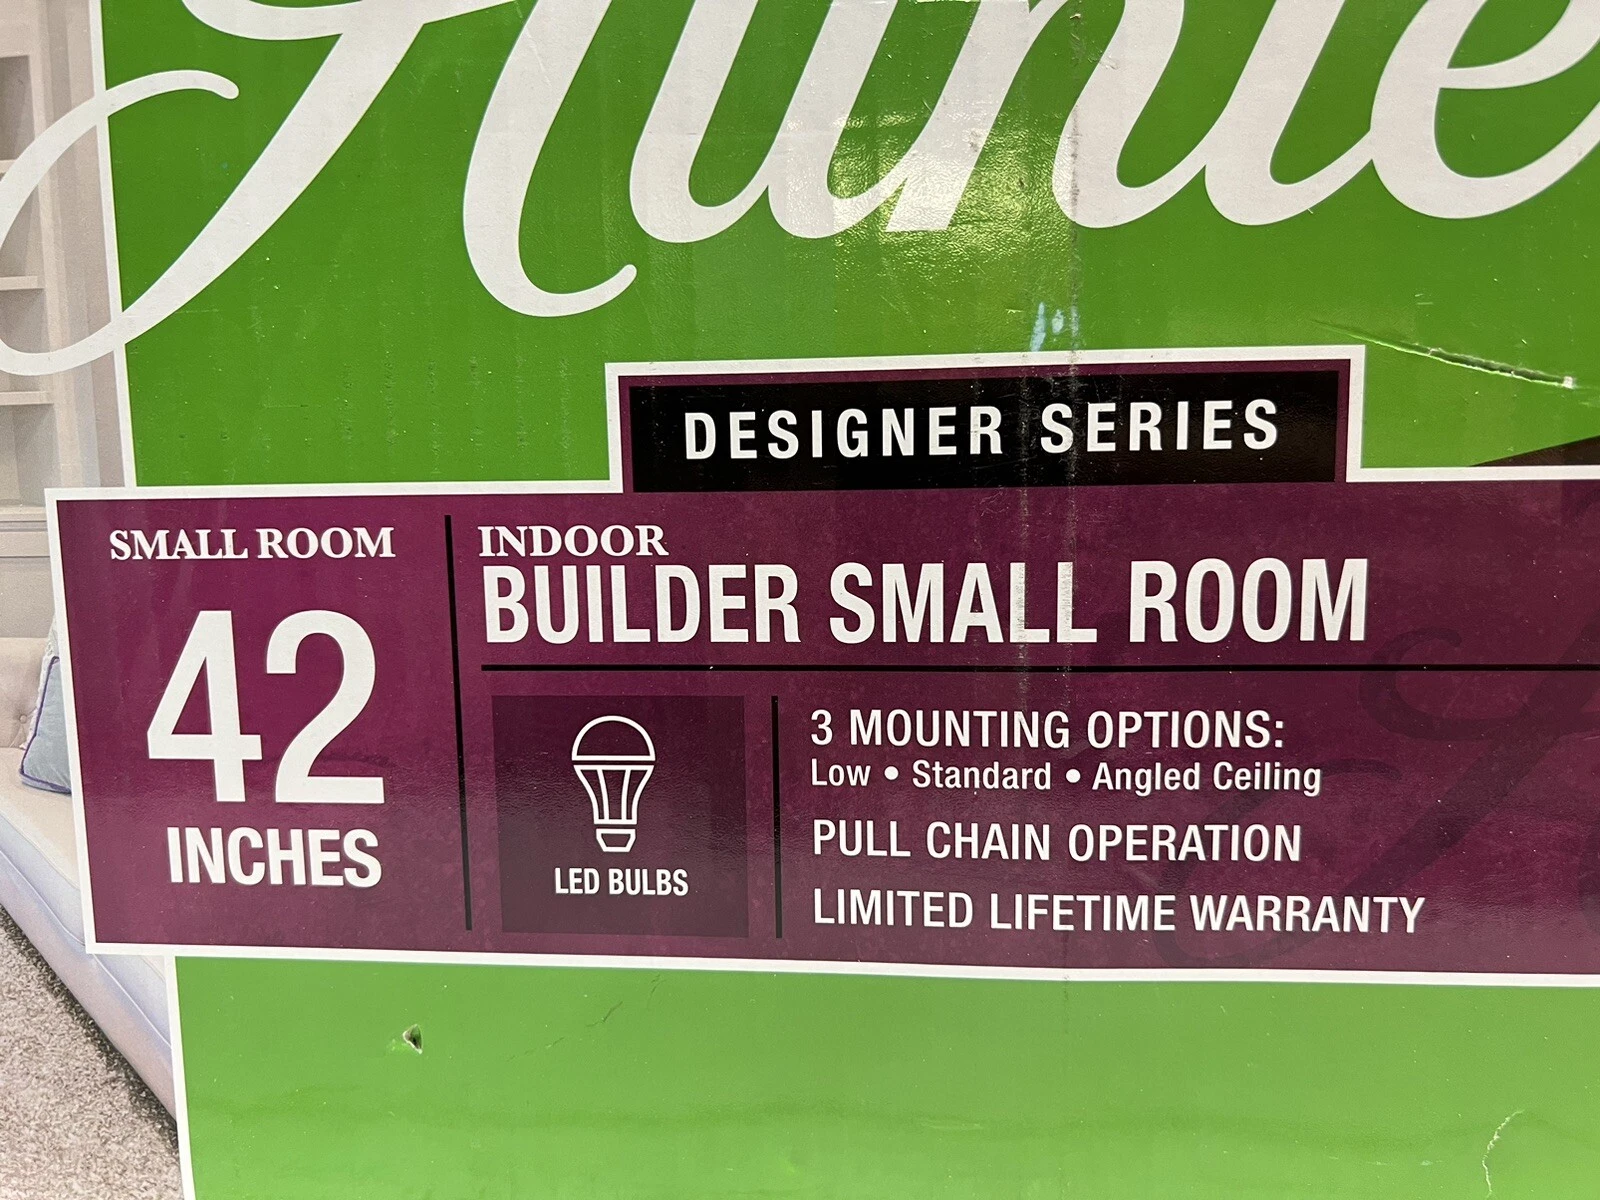 Hunte
DESIGNER SERIES
SMALL ROOM
42
INCHES
INDOOR
BUILDER SMALL ROOM
LED BULBS
3 MOUNTING OPTIONS:
Low • Standard • Angled Ceiling
PULL CHAIN OPERATION
LIMITED LIFETIME WARRANTY